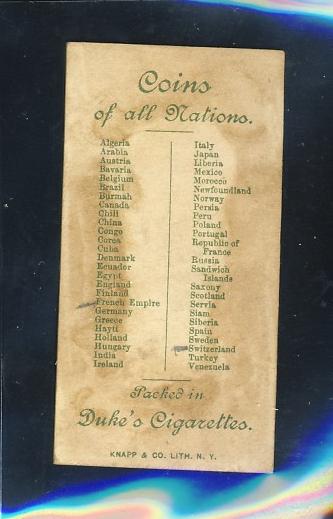 Coins
of all Nations.
Algeria
Arabia
Austria
Bavaria
Belgium
Brazil
Burmah
Canada
Chili
China
Congo
Corea
Cuba
Denmark
Ecuador
Egypt
England
Finland
French Empire
Germany
Greece
Hayti
Holland
Hungary
India
Ireland
Italy
Japan
Liberia
Mexico
Morocco
Newfoundland
Norway
Persia
Peru
Poland
Portugal
Republic of
France
Russia
Sandwich
Islands
Saxony
Scotland
Servia
Siam
Siberia
Spain
Sweden
Switzerland
Turkey
Venezuela
Packed in
Duke's Cigarettes.
KNAPP & CO. LITH. N. Y.